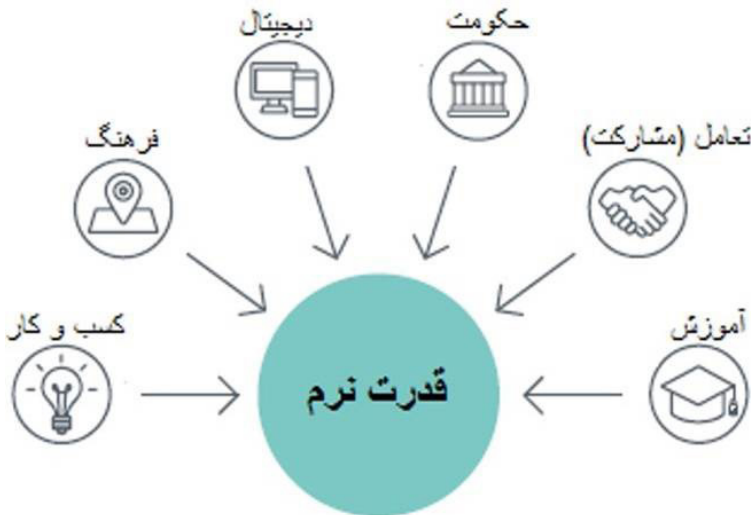 حکومت
دیجیتال
تعامل (مشارکت)
فرهنگ
آموزش
کسب و کار
قدرت نرم